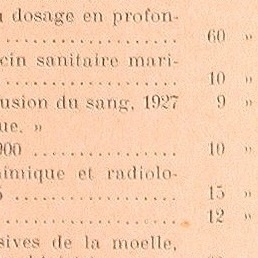 dosage en profon-
........................ 60 »
cin sanitaire mari-
........................ 10 »
usion du sang, 1927 9 »
ue. »
900 .................... 10 »
imique et radiolo-
........................ 15 »
........................ 12 »
sives de la moelle,